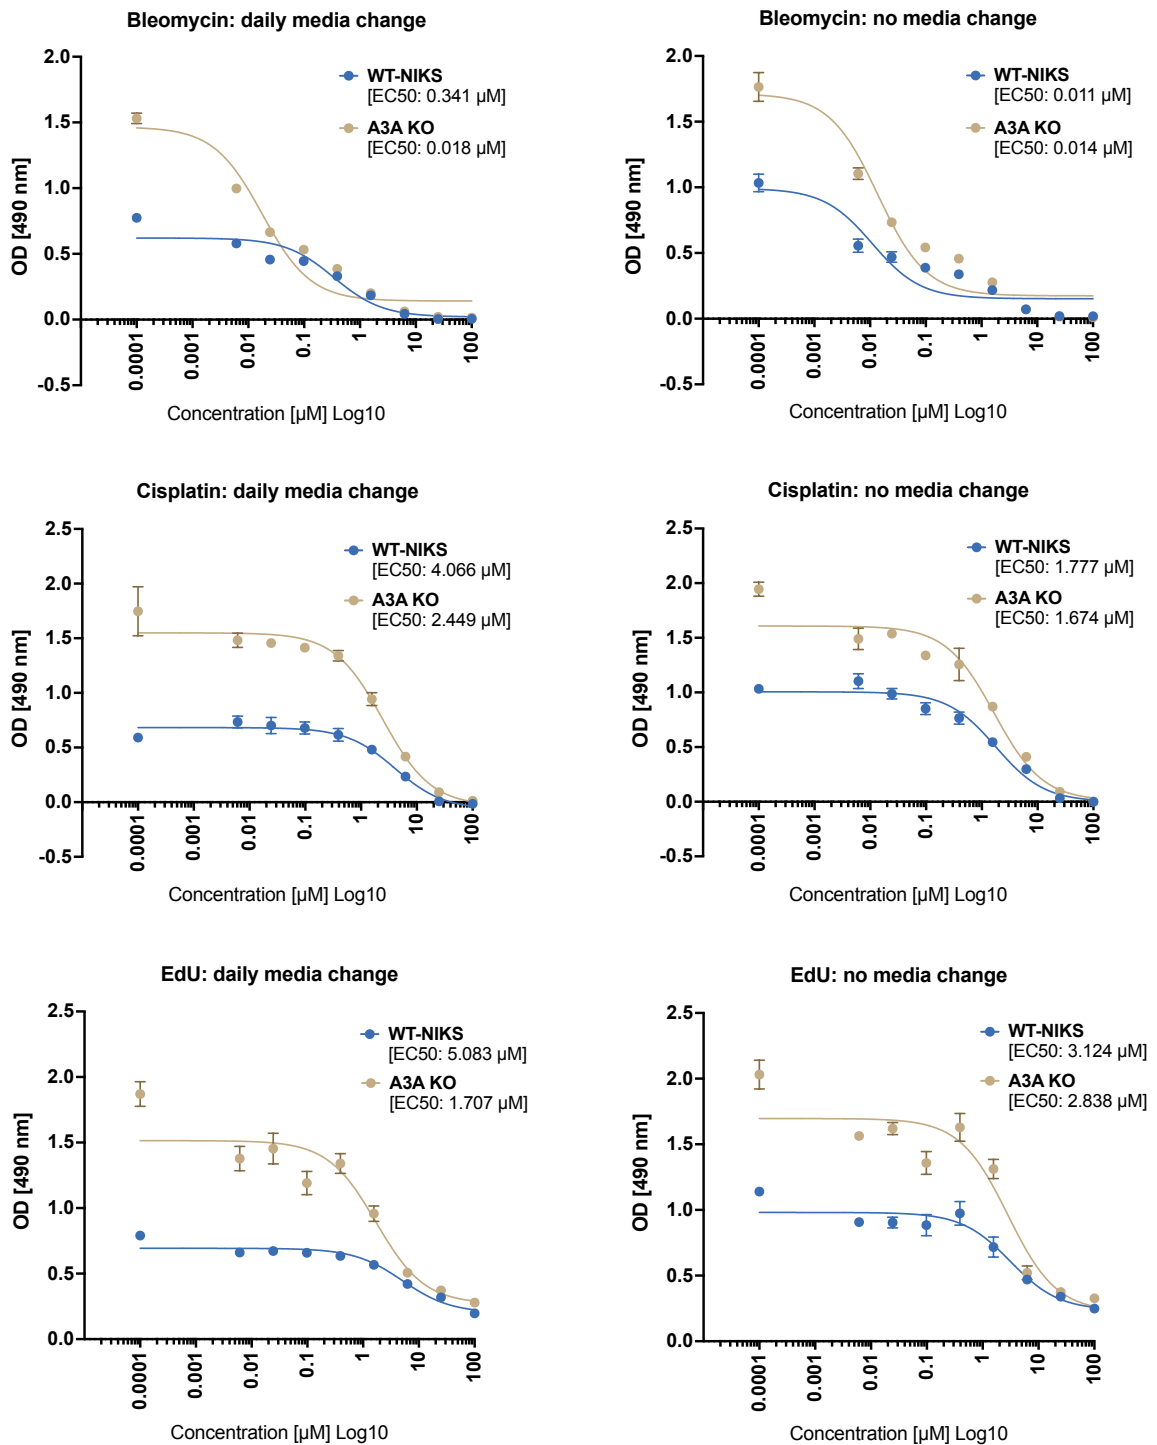 Bleomycin: daily media change
2.0
1.5
1.0
0.5
0.0
-0.5
OD [490 nm]
WT-NIKS
[EC50: 0.341 µM]
A3A KO
[EC50: 0.018 µM]
0.0001
0.01
0.1
1
10
100
Concentration [µM] Log10
Bleomycin: no media change
2.0
1.5
1.0
0.5
0.0
-0.5
OD [490 nm]
WT-NIKS
[EC50: 0.011 µM]
A3A KO
[EC50: 0.014 µM]
0.0001
0.01
0.1
1
10
100
Concentration [µM] Log10
Cisplatin: daily media change
2.5
2.0
1.5
1.0
0.5
0.0
-0.5
OD [490 nm]
WT-NIKS
[EC50: 4.066 µM]
A3A KO
[EC50: 2.449 µM]
0.0001
0.01
0.1
1
10
100
Concentration [µM] Log10
Cisplatin: no media change
2.5
2.0
1.5
1.0
0.5
0.0
-0.5
OD [490 nm]
WT-NIKS
[EC50: 1.777 µM]
A3A KO
[EC50: 1.674 µM]
0.0001
0.01
0.1
1
10
100
Concentration [µM] Log10
EdU: daily media change
2.5
2.0
1.5
1.0
0.5
0.0
OD [490 nm]
WT-NIKS
[EC50: 5.083 µM]
A3A KO
[EC50: 1.707 µM]
0.0001
0.01
0.1
1
10
100
Concentration [µM] Log10
EdU: no media change
2.5
2.0
1.5
1.0
0.5
0.0
OD [490 nm]
WT-NIKS
[EC50: 3.124 µM]
A3A KO
[EC50: 2.838 µM]
0.0001
0.01
0.1
1
10
100
Concentration [µM] Log10